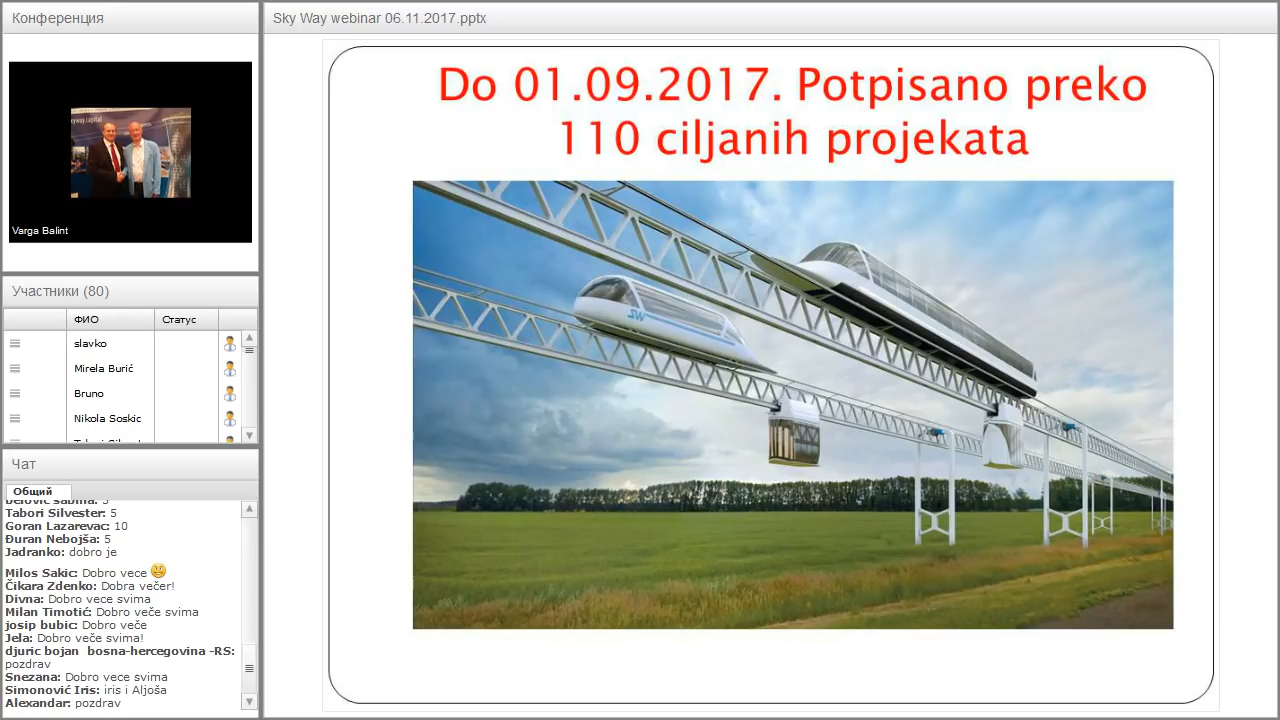 Конференция
Varga Balint
Участники (80)
ФИО
Статус
slavko
Mirela Burić
Bruno
Nikola Soskic
Чат
Общий
Tabori Silvester: 5
Goran Lazarevac: 10
Đuran Nebojša: 5
Jadranko: dobro je
Milos Sakic: Dobro vece
Čikara Zdenko: Dobra večer!
Divna: Dobro vece svima
Milan Timotić: Dobro veče svima
josip bubic: Dobro veče
Jela: Dobro veče svima!
djuric bojan bosna-hercegovina -RS:
pozdrav
Snezana: Dobro vece svima
Simonović Iris: iris i Aljoša
Alexandar: pozdrav
Sky Way webinar 06.11.2017.pptx
Do 01.09.2017. Potpisano preko
110 ciljanih projekata
SW